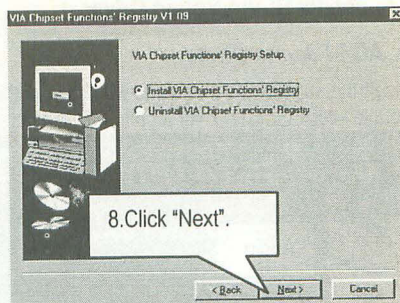 VIA Chipset Functions' Registry V1.09
VIA Chipset Functions' Registry Setup.
Install VIA Chipset Functions' Registry
Uninstall VIA Chipset Functions' Registry
8.Click “Next”.
< Back
Next >
Cancel